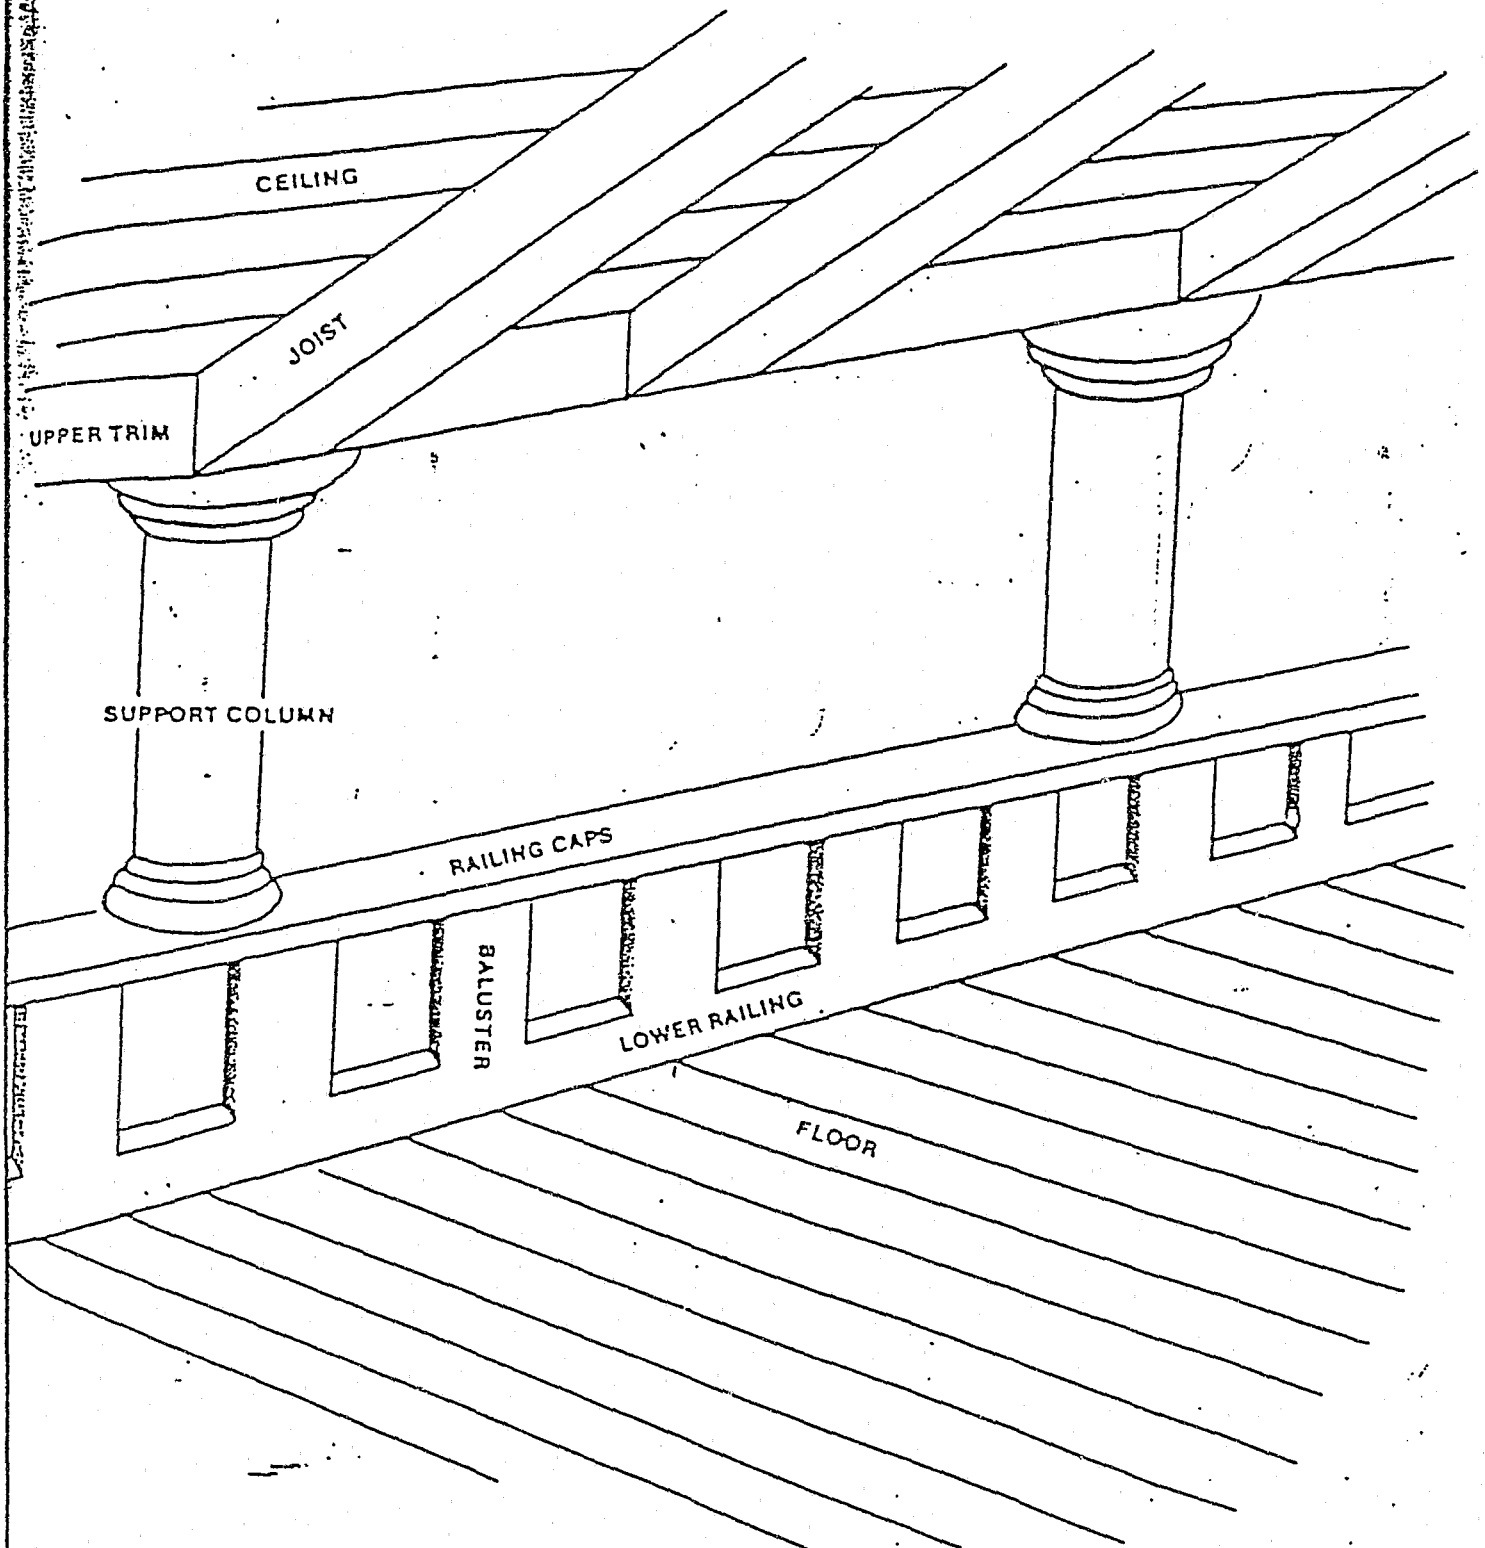 CEILING
JOIST
UPPER TRIM
SUPPORT COLUMN
RAILING CAPS
BALUSTER
LOWER RAILING
FLOOR